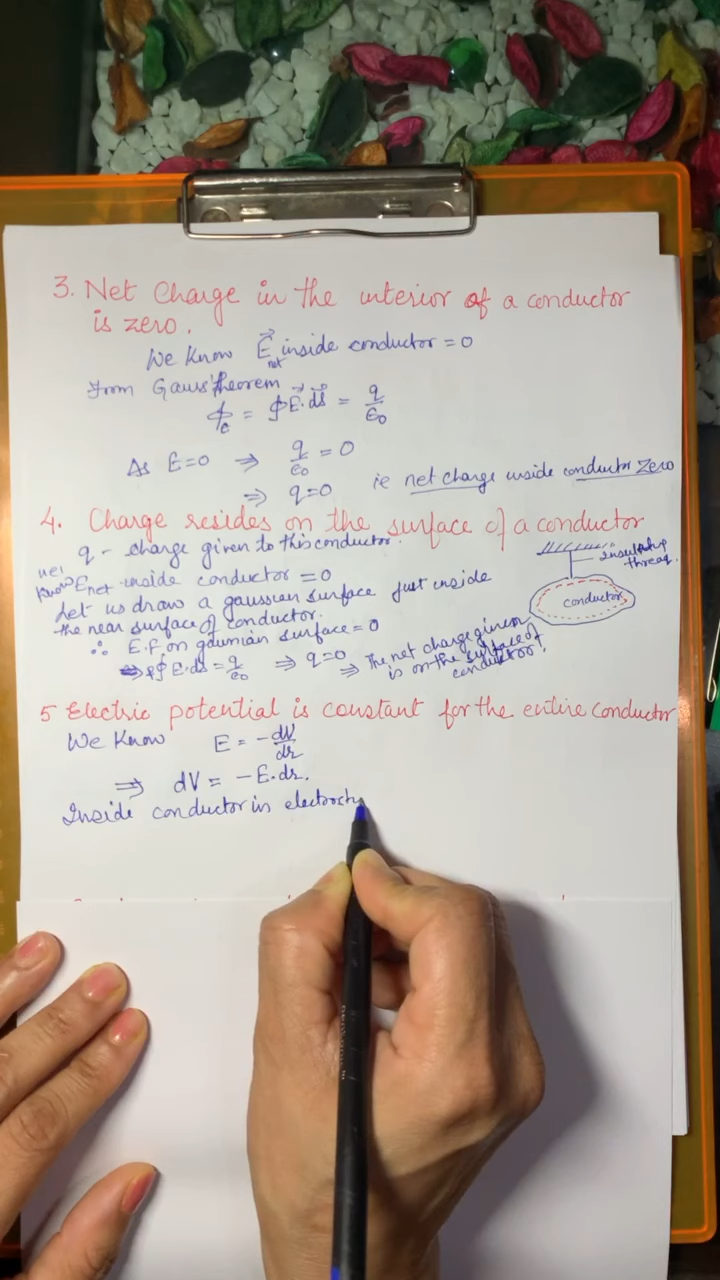 3. Net Charge in the interior of a conductor
is zero.
We Know E⃗net inside conductor = 0
From Gauss' theorem
ϕE = ∮E⃗.ds⃗ = q/ε0
As E=0 ⇒ q/ε0 = 0
⇒ q=0 ie net charge inside conductor zero
4. Charge resides on the surface of a conductor
q - charge given to this conductor.
We know Enet inside conductor = 0
Let us draw a gaussian surface just inside
the near surface of conductor.
∴ E.F on gaussian surface = 0
⇒ ∮E.ds = q/ε0 ⇒ q=0 ⇒ The net charge given
is on the surface of
conductor!
thread.
conductor
5 Electric potential is constant for the entire conductor
We Know E = -dV/dr
⇒ dV = -E.dr.
Inside conductor in electrost